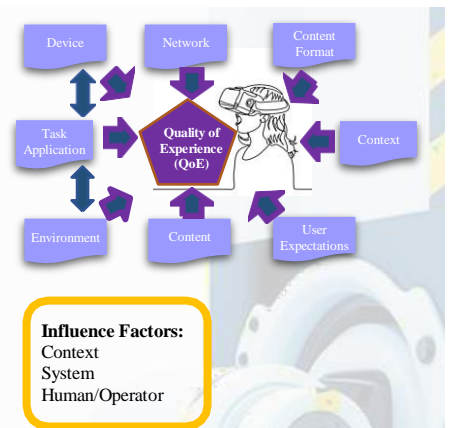 Device
Network
Content
Format
Task
Application
Quality of
Experience
(QoE)
Context
Environment
Content
User
Expectations
Influence Factors:
Context
System
Human/Operator